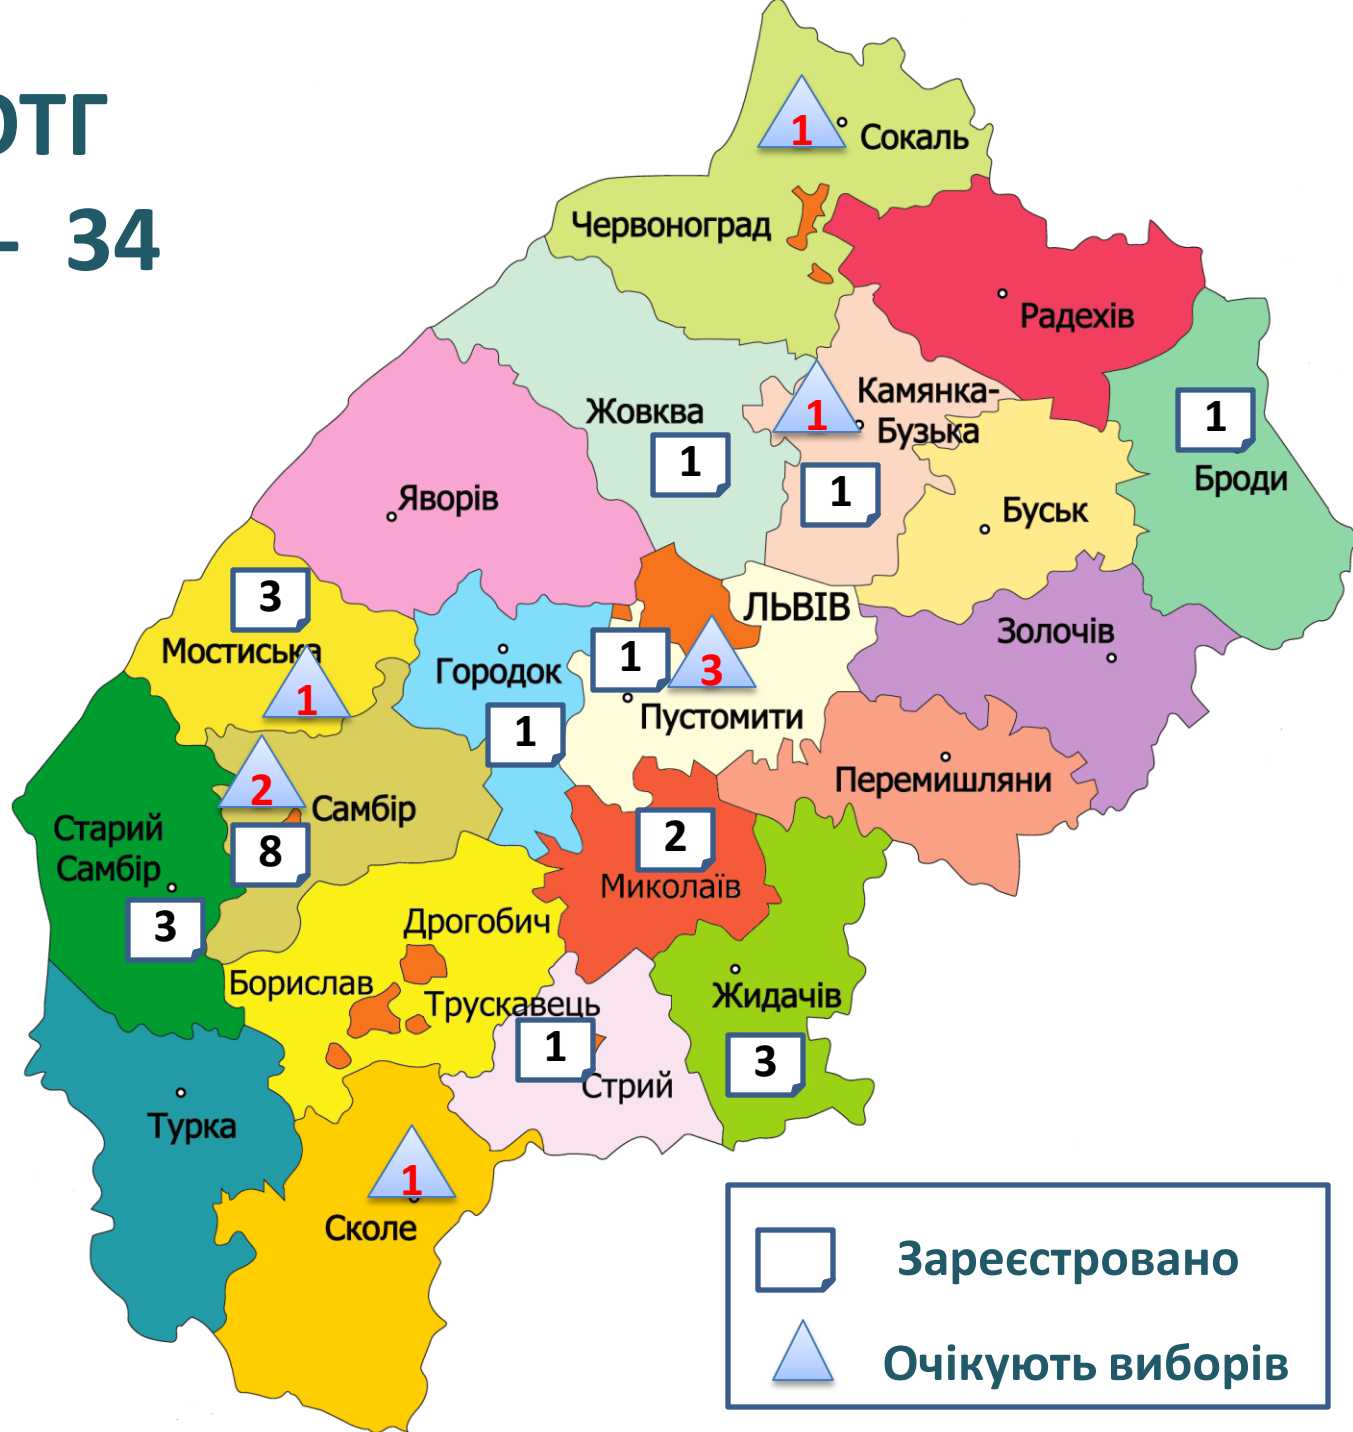 ОТГ
- 34
1
Сокаль
Червоноград
Радехів
Жовква
1
1
Камянка-
Бузька
1
1
Броди
Яворів
Буськ
3
Мостиська
1
Городок
1
ЛЬВІВ
1
3
Пустомити
Золочів
Перемишляни
2
Самбір
8
Старий
Самбір
3
2
Миколаїв
Дрогобич
Борислав
Трускавець
1
Стрий
Жидачів
3
Турка
1
Сколе
Зареєстровано
Очікують виборів